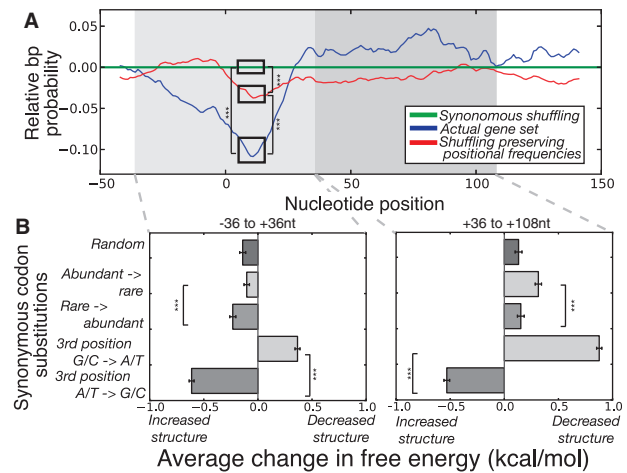 A
Relative bp
probability
0.05
0.00
−0.05
−0.10
***
***
***
Synonomous shuffling
Actual gene set
Shuffling preserving
positional frequencies
−50
0
50
100
150
Nucleotide position
B
Synonymous codon
substitutions
-36 to +36nt
+36 to +108nt
Random
Abundant ->
rare
Rare ->
abundant
3rd position
G/C -> A/T
3rd position
A/T -> G/C
***
***
***
***
−1.0
−0.5
0.0
0.5
1.0
−1.0
−0.5
0.0
0.5
1.0
Increased
structure
Decreased
structure
Increased
structure
Decreased
structure
Average change in free energy (kcal/mol)